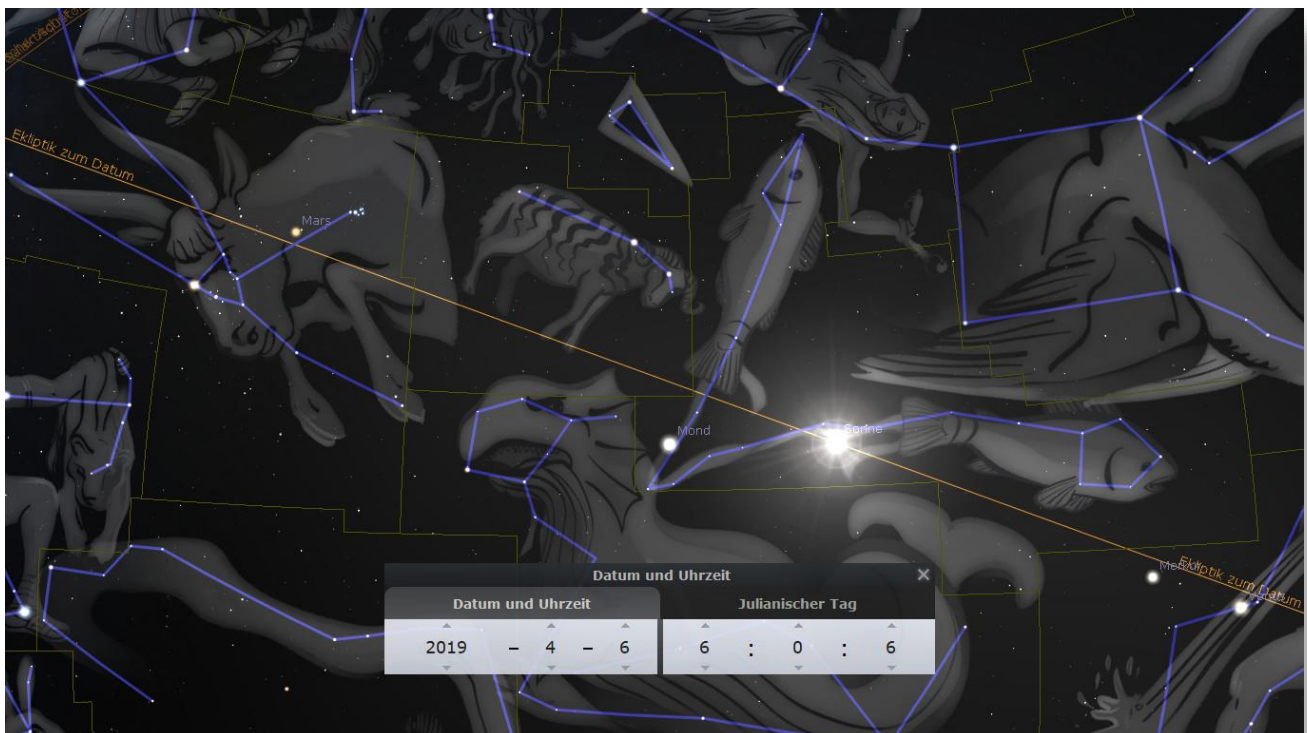 Ekliptik zum Datum
Mars
Mond
Sonne
Merkur
Ekliptik zum Datum
Datum und Uhrzeit
Datum und Uhrzeit Julianischer Tag
2019 - 4 - 6 6 : 0 : 6